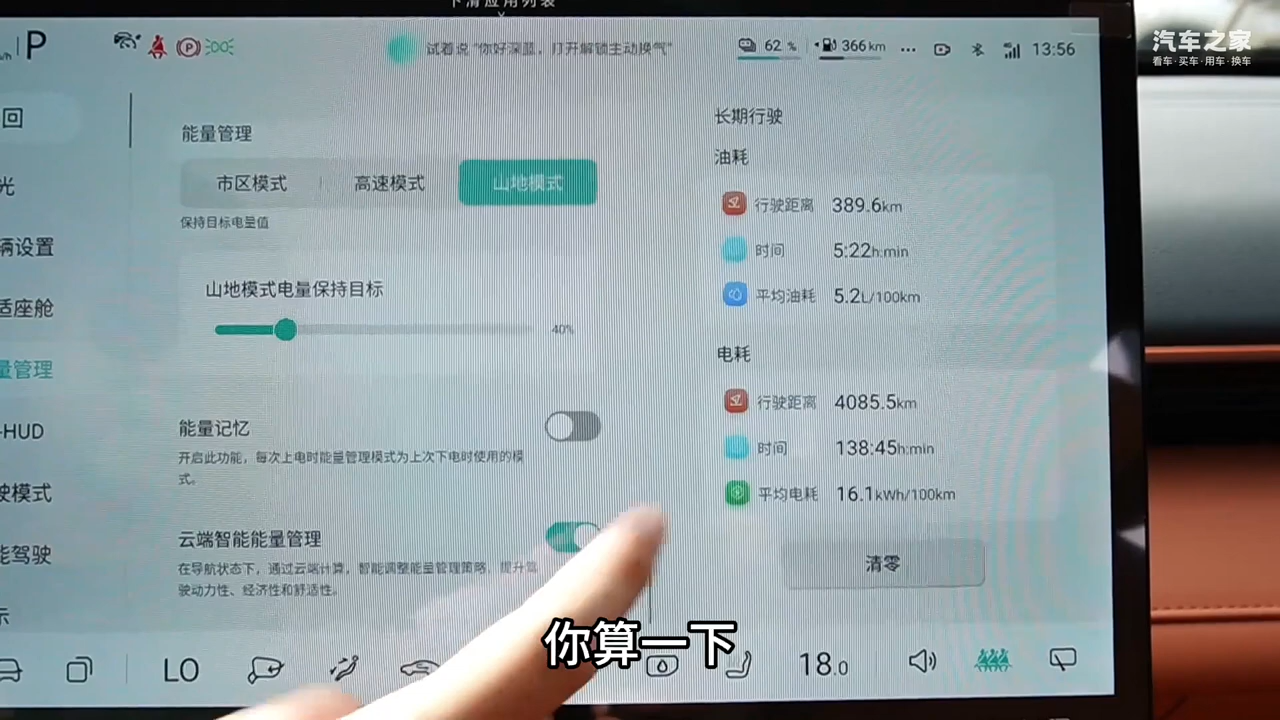 下滑应用列表
P
试着说“你好深蓝，打开解锁主动换气”
62 %
366km
13:56
汽车之家
看车·买车·用车·换车
回
光
辆设置
适座舱
量管理
-HUD
驶模式
能驾驶
示
能量管理
市区模式
高速模式
山地模式
保持目标电量值
山地模式电量保持目标
40%
能量记忆
开启此功能，每次上电时能量管理模式为上次下电时使用的模
式。
云端智能能量管理
在导航状态下，通过云端计算，智能调整能量管理策略，提升驾
驶动力性、经济性和舒适性。
长期行驶
油耗
行驶距离 389.6km
时间 5:22h:min
平均油耗 5.2L/100km
电耗
行驶距离 4085.5km
时间 138:45h:min
平均电耗 16.1kWh/100km
清零
你算一下
LO
18.0